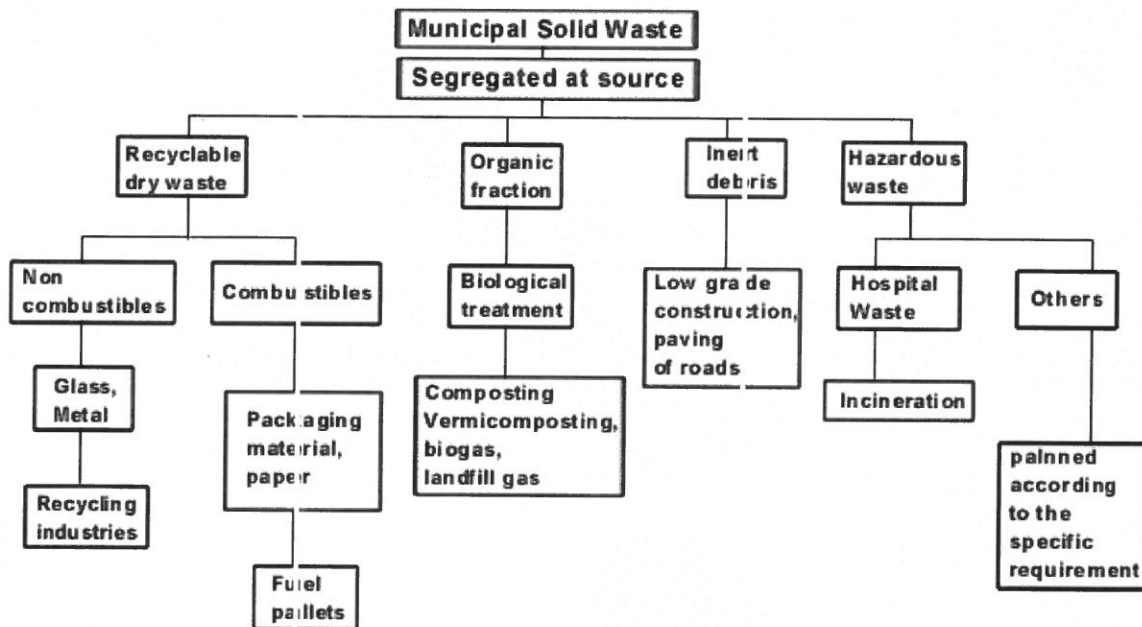 Municipal Solid Waste
Segregated at source
Recyclable
dry waste
Organic
fraction
Inert
debris
Hazardous
waste
Non
combustibles
Combustibles
Biological
treatment
Low grade
construction,
paving
of roads
Hospital
Waste
Others
Glass,
Metal
Packaging
material,
paper
Composting
Vermicomposting,
biogas,
landfill gas
Incineration
Recycling
industries
palnned
according
to the
specific
requirement
Fuel
paillets